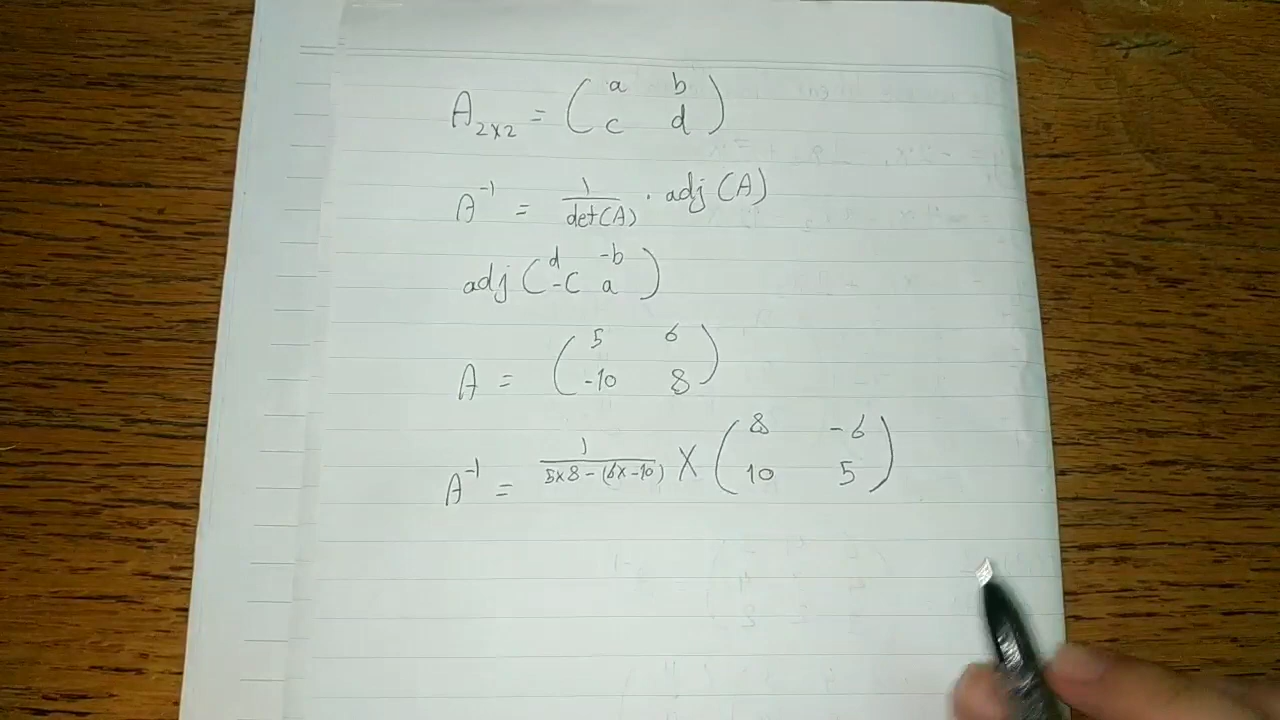 A2x2 = ( a b
c d )
A^-1 = 1/det(A) . adj (A)
adj ( d -b
-c a )
A = ( 5 6
-10 8 )
A^-1 = 1/5x8-(6x-10) X ( 8 -6
10 5 )